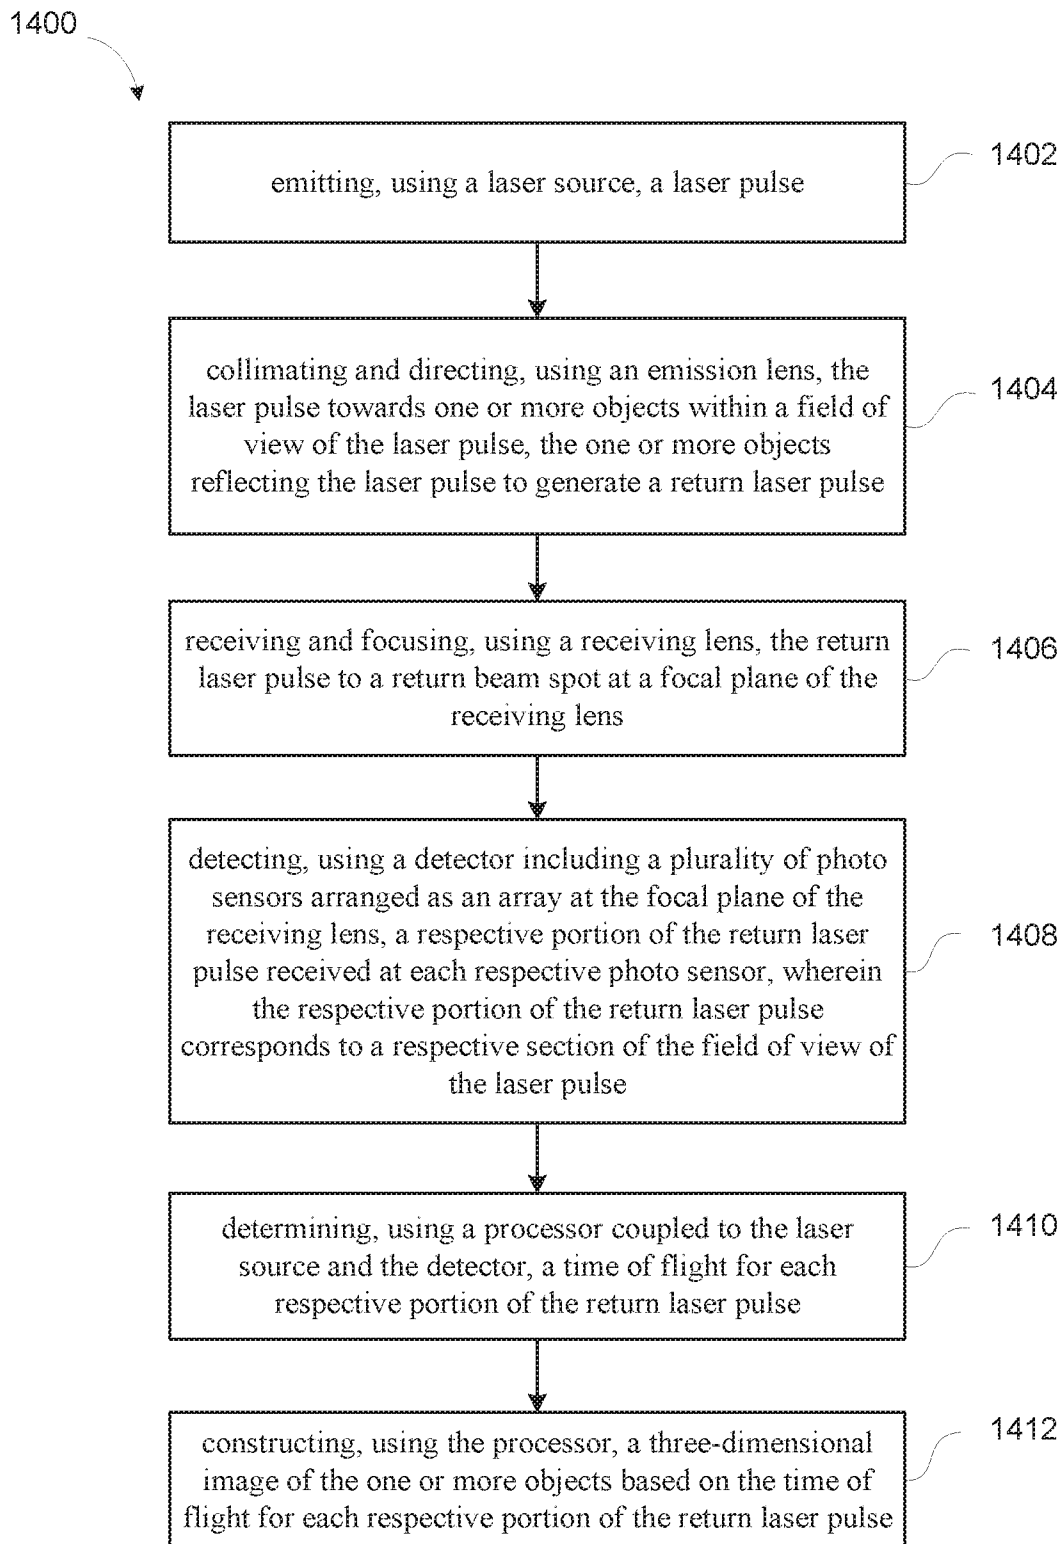 1400
1402
emitting, using a laser source, a laser pulse
collimating and directing, using an emission lens, the
laser pulse towards one or more objects within a field of
view of the laser pulse, the one or more objects
reflecting the laser pulse to generate a return laser pulse
1404
receiving and focusing, using a receiving lens, the return
laser pulse to a return beam spot at a focal plane of the
receiving lens
1406
detecting, using a detector including a plurality of photo
sensors arranged as an array at the focal plane of the
receiving lens, a respective portion of the return laser
pulse received at each respective photo sensor, wherein
the respective portion of the return laser pulse
corresponds to a respective section of the field of view of
the laser pulse
1408
determining, using a processor coupled to the laser
source and the detector, a time of flight for each
respective portion of the return laser pulse
1410
constructing, using the processor, a three-dimensional
image of the one or more objects based on the time of
flight for each respective portion of the return laser pulse
1412